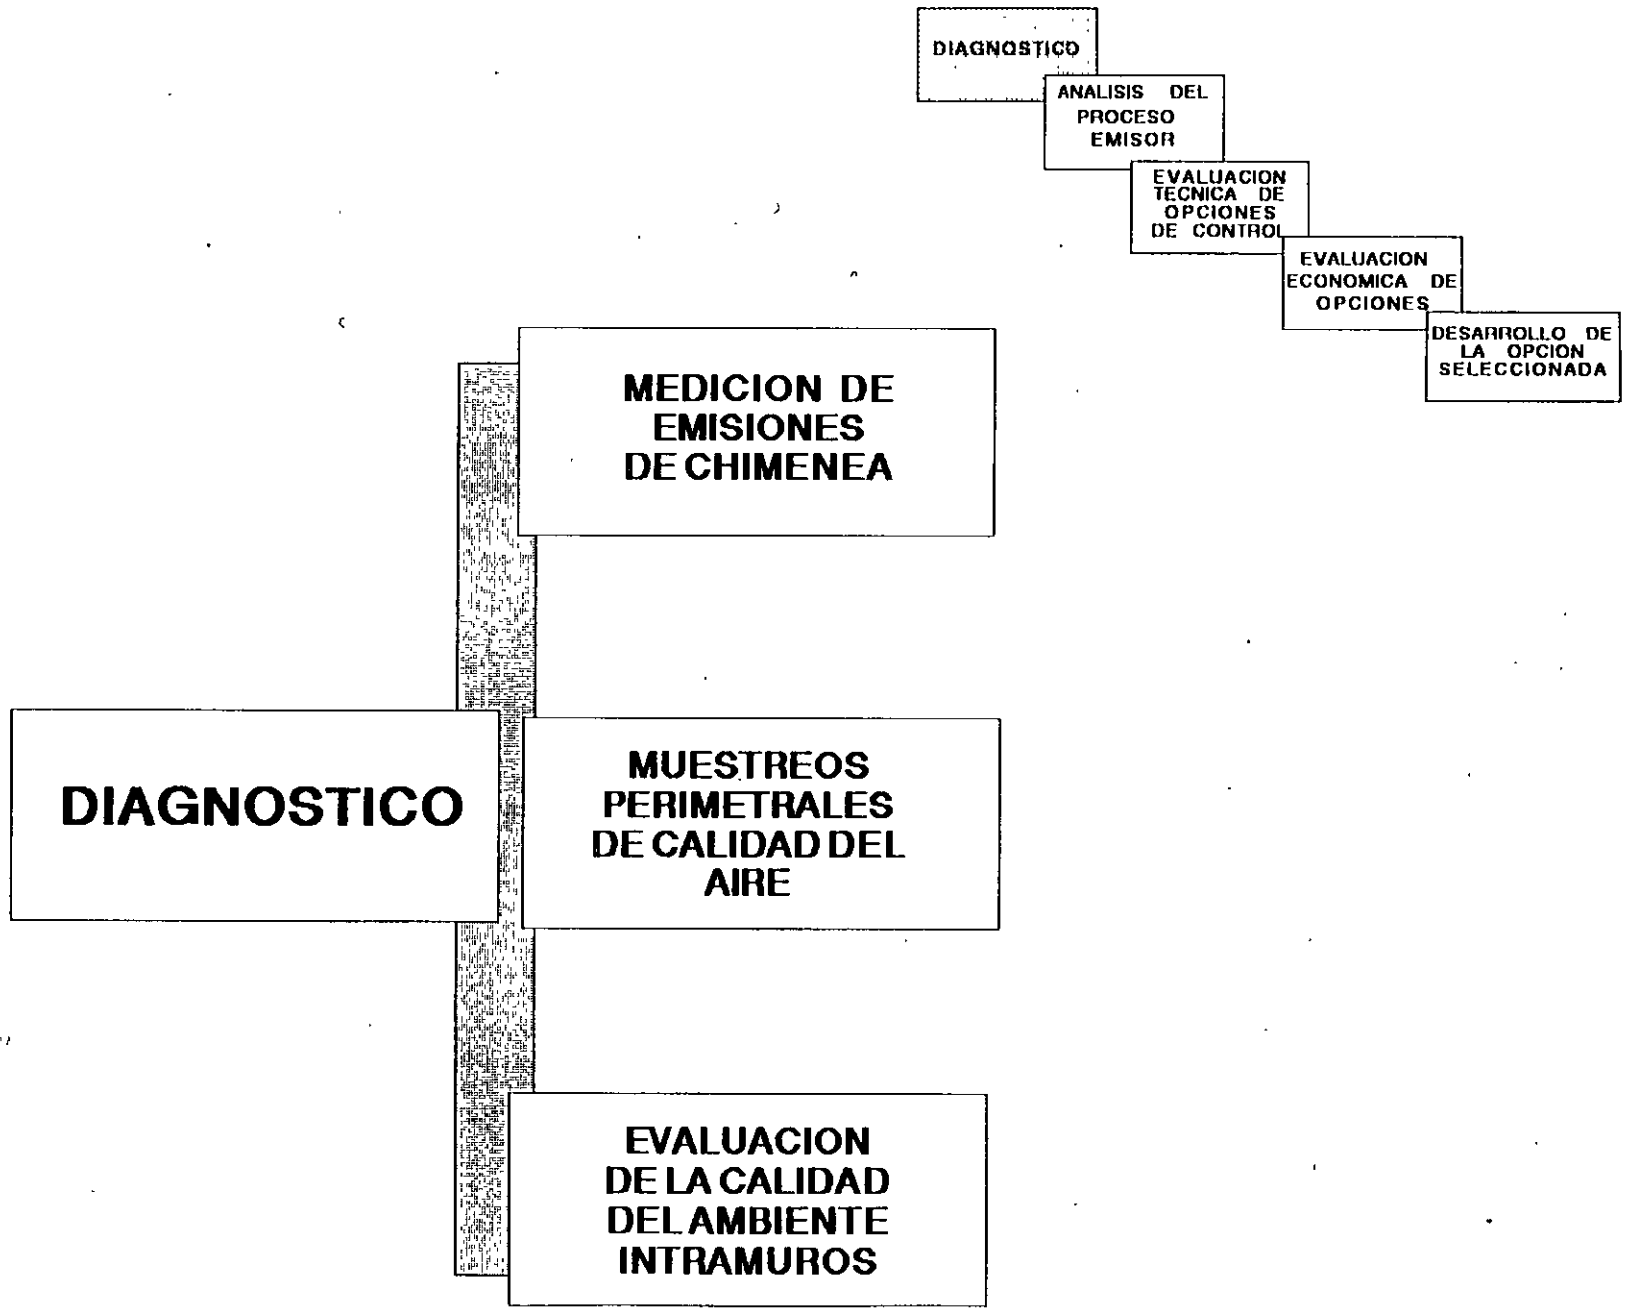 DIAGNOSTICO
ANALISIS DEL
PROCESO
EMISOR
EVALUACION
TECNICA DE
OPCIONES
DE CONTROL
EVALUACION
ECONOMICA DE
OPCIONES
DESARROLLO DE
LA OPCION
SELECCIONADA
DIAGNOSTICO
MEDICION DE
EMISIONES
DE CHIMENEA
MUESTREOS
PERIMETRALES
DE CALIDAD DEL
AIRE
EVALUACION
DE LA CALIDAD
DEL AMBIENTE
INTRAMUROS